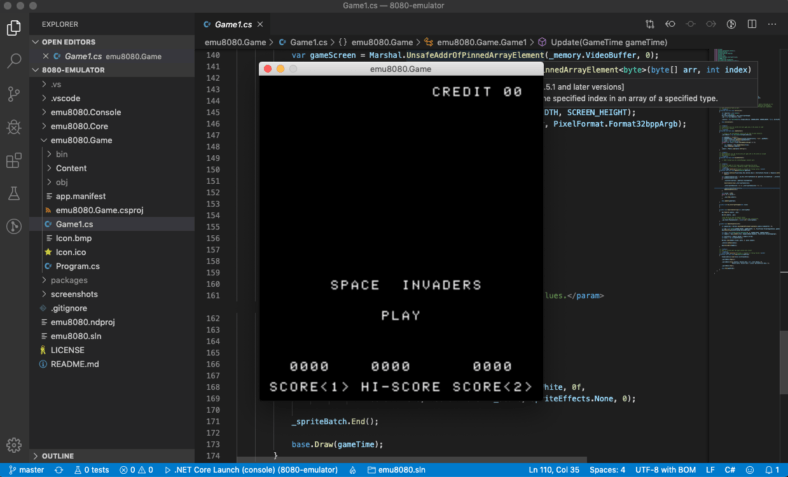 Game1.cs — 8080-emulator
EXPLORER
OPEN EDITORS
Game1.cs emu8080.Game
8080-EMULATOR
.vs
.vscode
emu8080.Console
emu8080.Core
emu8080.Game
bin
Content
obj
app.manifest
emu8080.Game.csproj
Game1.cs
Icon.bmp
Icon.ico
Program.cs
packages
screenshots
.gitignore
emu8080.ndproj
emu8080.sln
LICENSE
README.md
OUTLINE
Game1.cs
emu8080.Game > Game1.cs > {} emu8080.Game > emu8080.Game.Game1 > Update(GameTime gameTime)
140 var gameScreen = Marshal.UnsafeAddrOfPinnedArrayElement(_memory.VideoBuffer, 0);
141
142 nnedArrayElement<byte>(byte[] arr, int index)
143
.5.1 and later versions]
144 he specified index in an array of a specified type.
145 DTH, SCREEN_HEIGHT);
146 , PixelFormat.Format32bppArgb);
147
148
149
150
151
152
153
154
155
156
157
158
159
160
161 lues.</param>
162
163
164
165
166
167
168 hite, 0f,
169 riteEffects.None, 0);
170
171 _spriteBatch.End();
172
173 base.Draw(gameTime);
174 }
emu8080.Game
CREDIT 00
SPACE INVADERS
PLAY
0000 0000 0000
SCORE<1> HI-SCORE SCORE<2>
master 0 tests 0 0 .NET Core Launch (console) (8080-emulator) emu8080.sln Ln 110, Col 35 Spaces: 4 UTF-8 with BOM LF C# 1